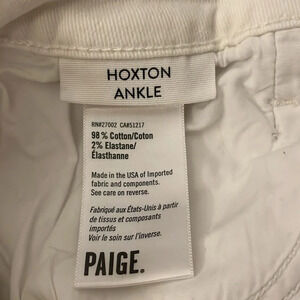 HOXTON
ANKLE
RN#27002 CA#51217
98 % Cotton/Coton
2% Elastane/
Élasthanne
Made in the USA of Imported
fabric and components.
See care on reverse.
Fabriqué aux États-Unis à partir
de tissus et composants
importés
Voir le soin sur l'inverse.
PAIGE.